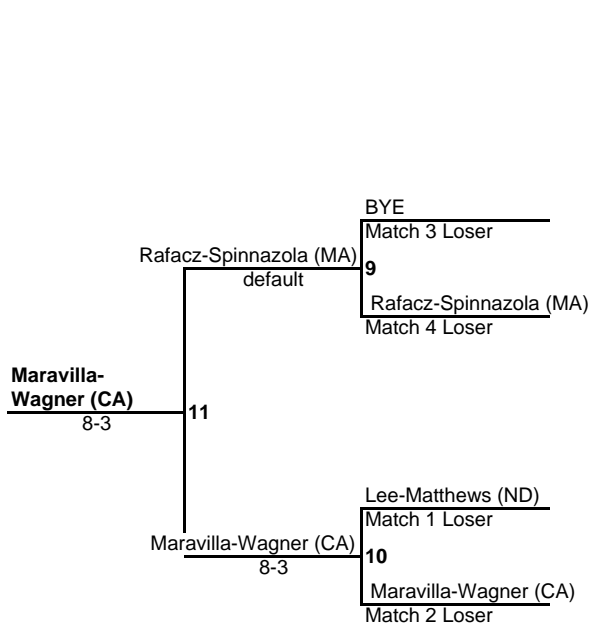 BYE
Match 3 Loser
Rafacz-Spinnazola (MA)
default
9
Rafacz-Spinnazola (MA)
Match 4 Loser
Maravilla-
Wagner (CA)
8-3
11
Lee-Matthews (ND)
Match 1 Loser
Maravilla-Wagner (CA)
8-3
10
Maravilla-Wagner (CA)
Match 2 Loser